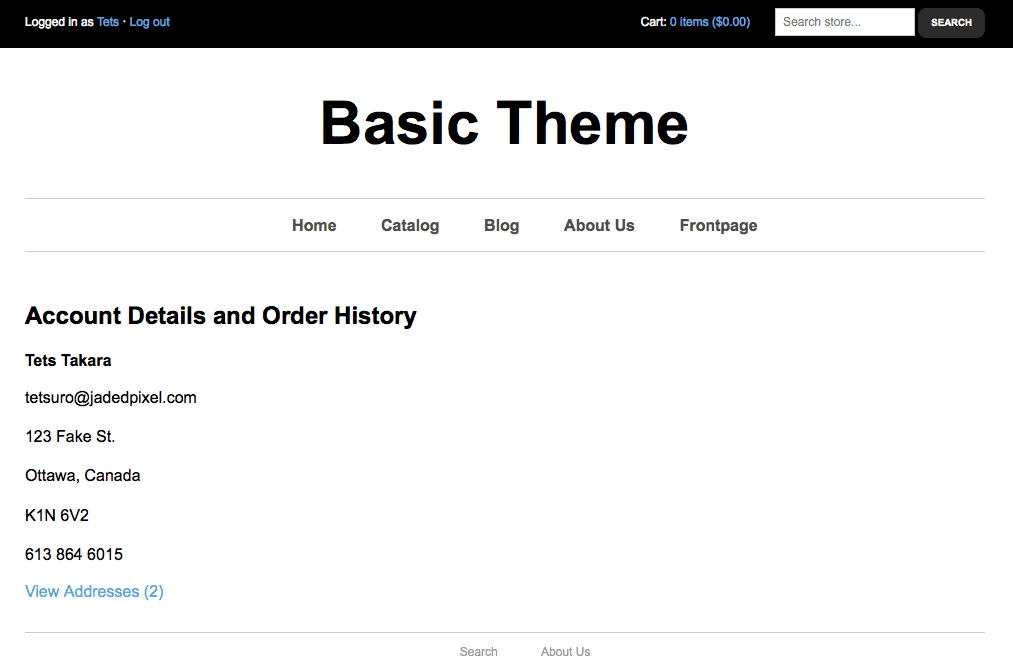 Logged in as Tets · Log out Cart: 0 items ($0.00) Search store... SEARCH
Basic Theme
Home Catalog Blog About Us Frontpage
Account Details and Order History
Tets Takara
tetsuro@jadedpixel.com
123 Fake St.
Ottawa, Canada
K1N 6V2
613 864 6015
View Addresses (2)
Search About Us